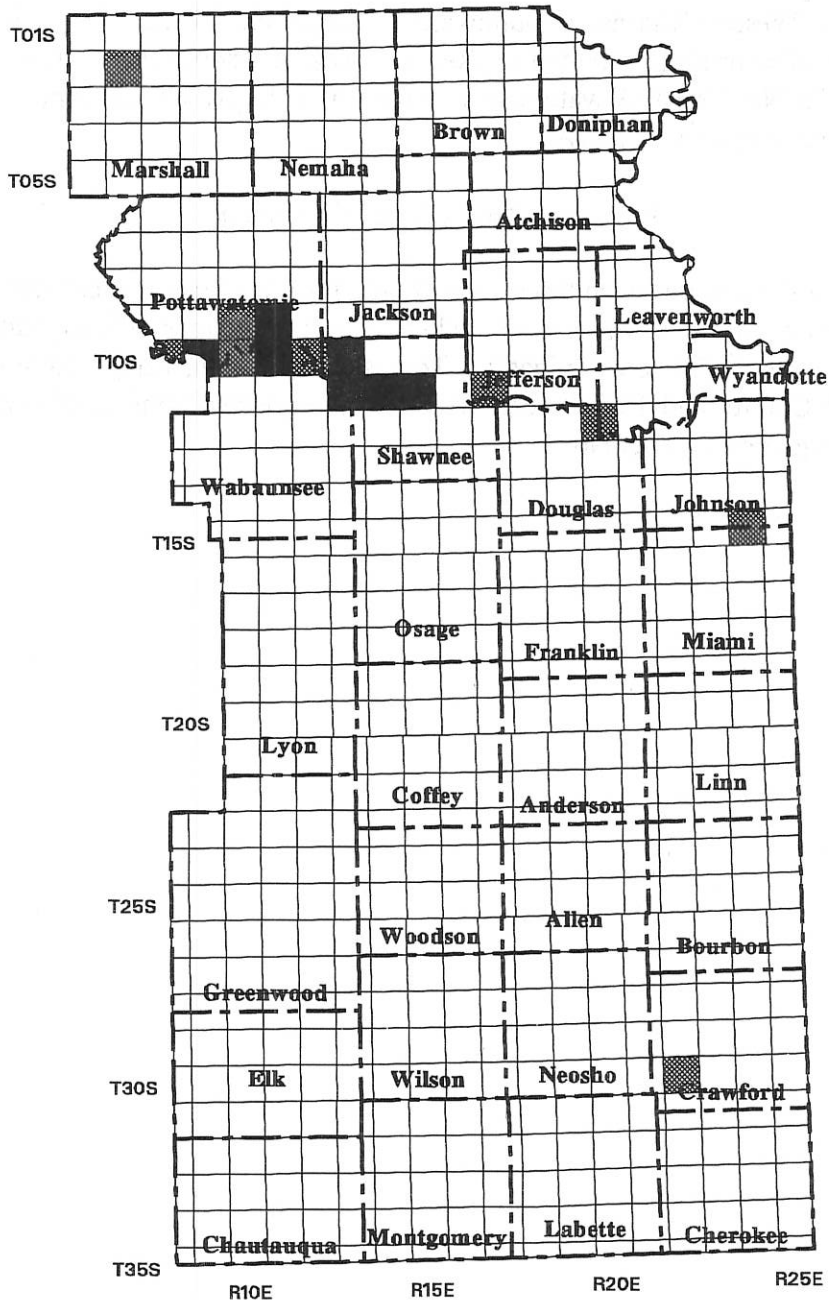 T01S
Brown Doniphan
Marshall Nemaha
T05S
Atchison
Pottawatomie
Jackson
Leavenworth
T10S
Jefferson
Wyandotte
Shawnee
Wabaunsee
Douglas
Johnson
T15S
Osage
Franklin
Miami
T20S
Lyon
Coffey
Anderson
Linn
T25S
Woodson
Allen
Bourbon
Greenwood
T30S
Elk
Wilson
Neosho
Crawford
Chautauqua
Montgomery
Labette
Cherokee
T35S
R10E
R15E
R20E
R25E